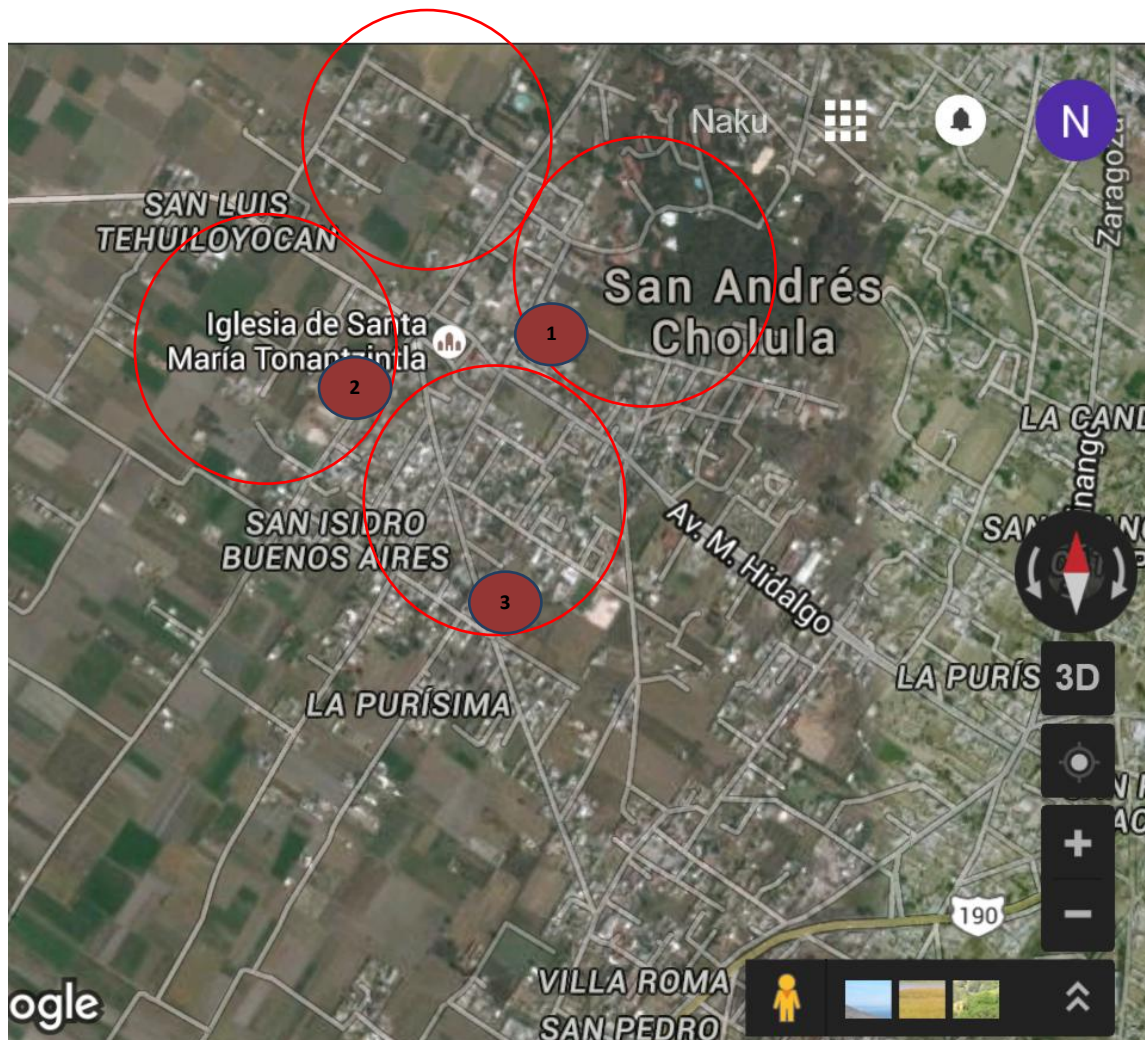 Naku
N
Zaragoza
SAN LUIS
TEHUILOYOCAN
San Andrés
Cholula
Iglesia de Santa
María Tonantzintla
1
2
LA CAND
SAN ISIDRO
BUENOS AIRES
Av. M. Hidalgo
3
LA PURÍSIMA
LA PURÍS
3D
+
−
190
VILLA ROMA
SAN PEDRO
ogle